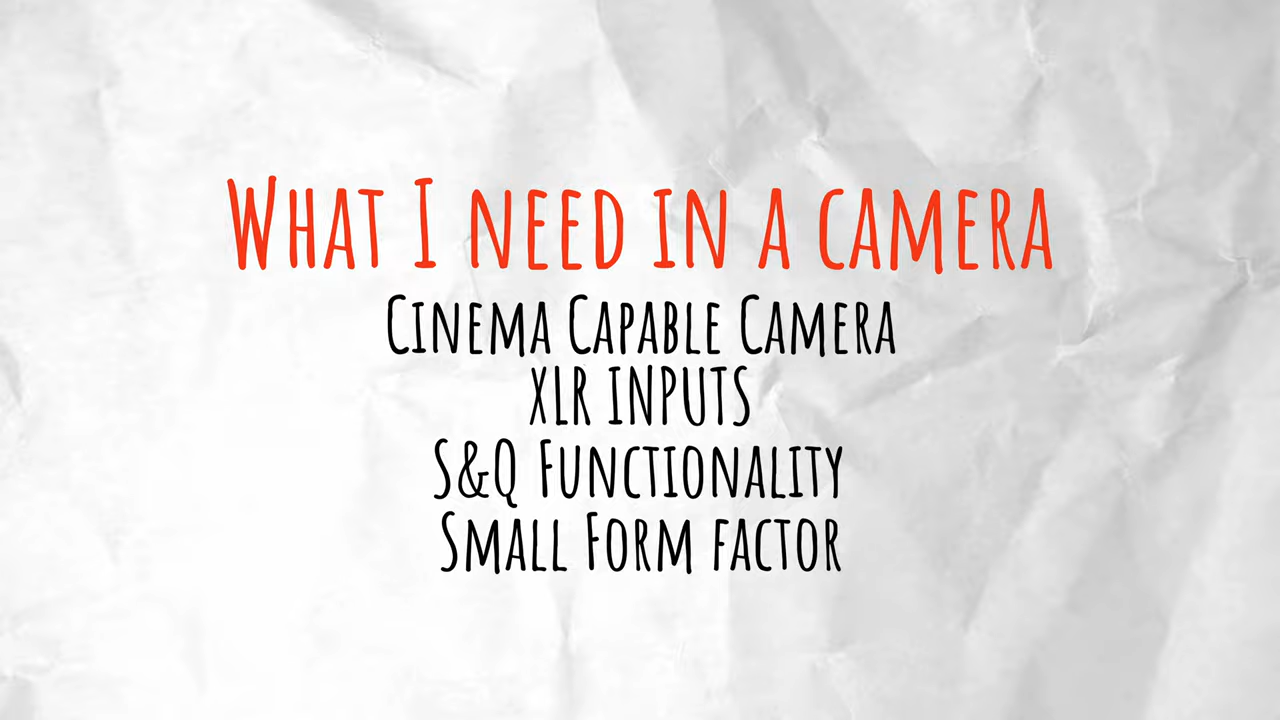 What I need in a camera
Cinema Capable Camera
XLR INPUTS
S&Q Functionality
Small Form factor